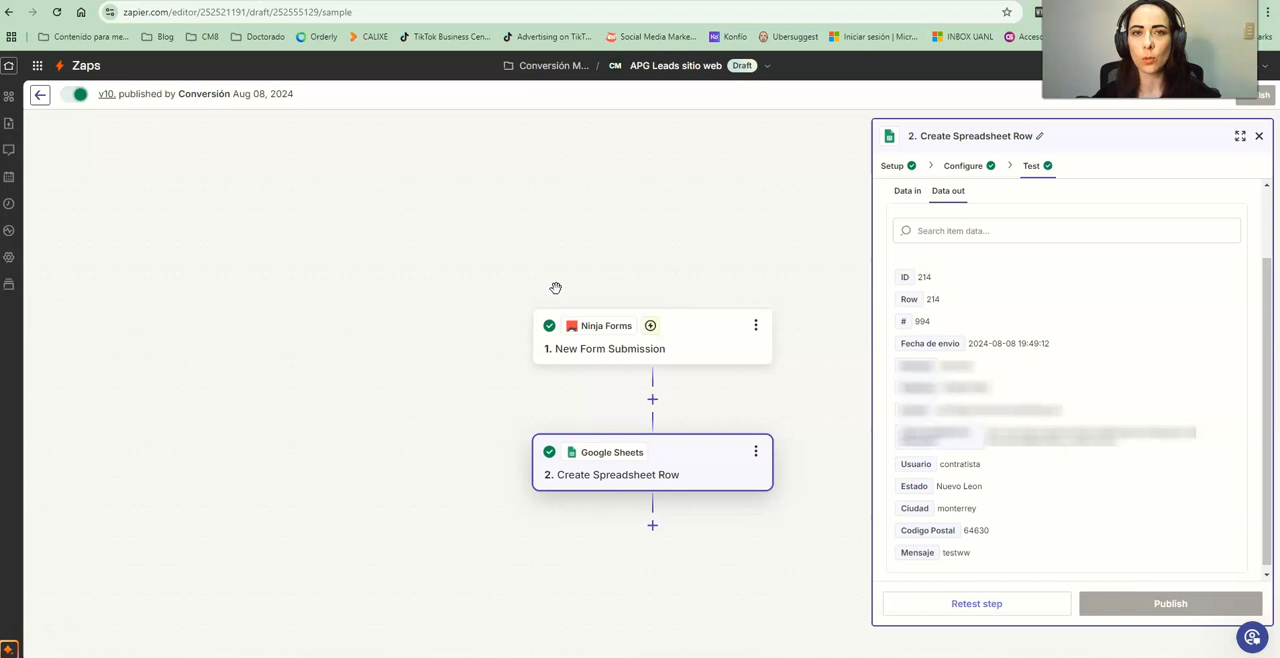 zapier.com/editor/252521191/draft/252555129/sample
Contenido para me... Blog CM8 Doctorado Orderly CALIXE TikTok Business Cen... Advertising on TikT... Social Media Marke... Konfío Ubersuggest Iniciar sesión | Micr... INBOX UANL Acceso
Zaps Conversión M... / CM APG Leads sitio web Draft
v10. published by Conversión Aug 08, 2024
2. Create Spreadsheet Row
Setup Configure Test
Data in Data out
Search item data...
ID 214
Row 214
# 994
Fecha de envio 2024-08-08 19:49:12
Usuario contratista
Estado Nuevo Leon
Ciudad monterrey
Codigo Postal 64630
Mensaje testww
Retest step Publish
Ninja Forms
1. New Form Submission
Google Sheets
2. Create Spreadsheet Row